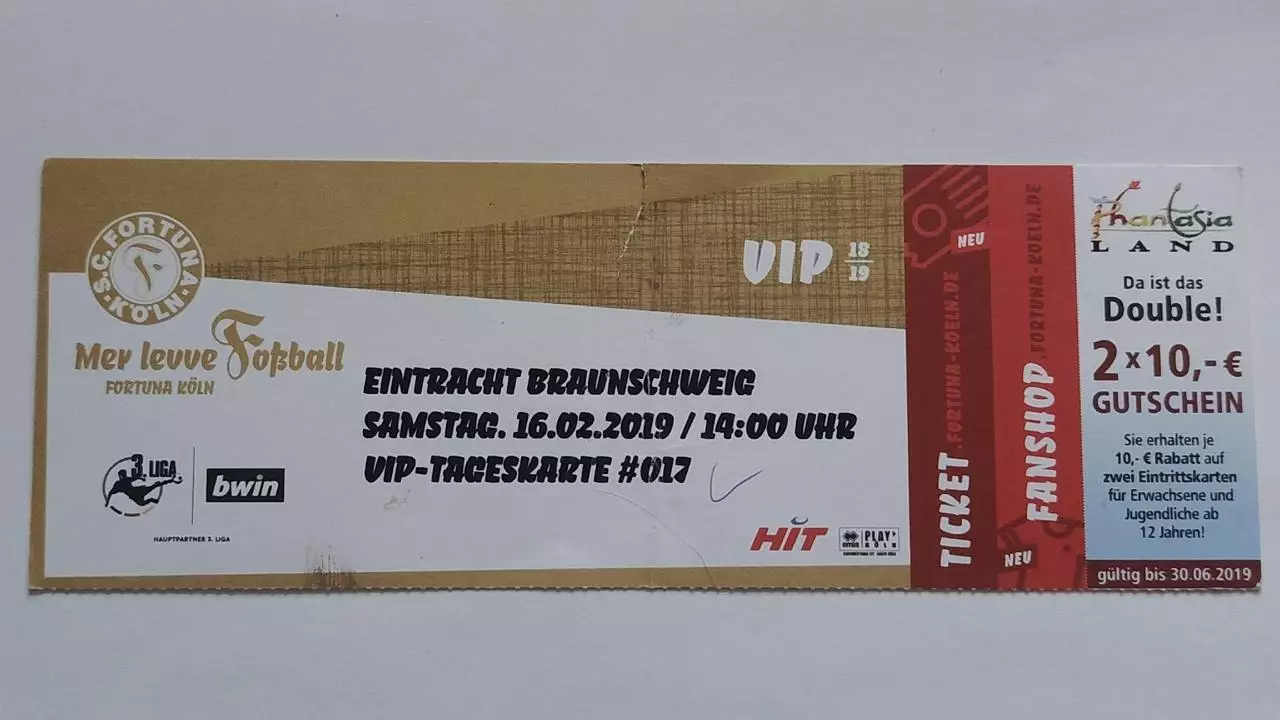 S.C. FORTUNA KÖLN
Mer levve Foßball
FORTUNA KÖLN
3. LIGA
bwin
HAUPTPARTNER 3. LIGA
VIP 18/19
EINTRACHT BRAUNSCHWEIG
SAMSTAG. 16.02.2019 / 14:00 UHR
VIP-TAGESKARTE #017
HIT
erima
PLAY
KÖLN
NEU
TICKET.FORTUNA-KOELN.DE
FANSHOP.FORTUNA-KOELN.DE
NEU
Phantasia
LAND
Da ist das
Double!
2 x 10,- €
GUTSCHEIN
Sie erhalten je
10,- € Rabatt auf
zwei Eintrittskarten
für Erwachsene und
Jugendliche ab
12 Jahren!
gültig bis 30.06.2019